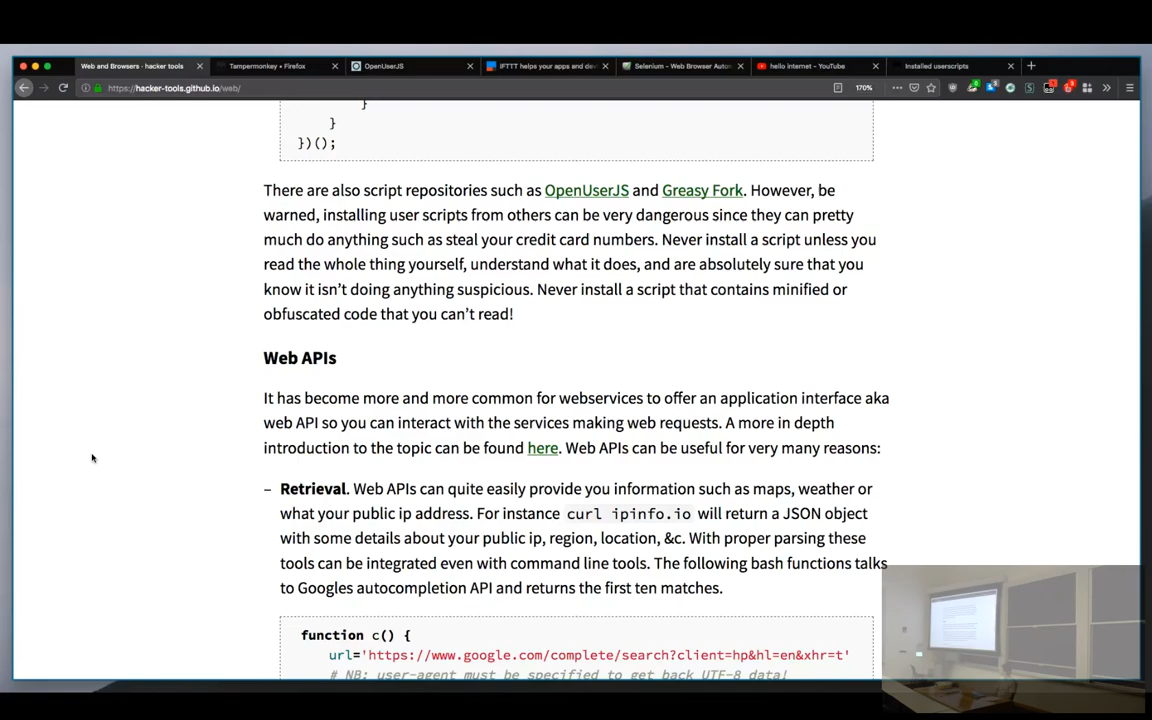 Web and Browsers - hacker tools
Tampermonkey • Firefox
OpenUserJS
IFTTT helps your apps and dev
Selenium - Web Browser Autom
hello internet - YouTube
Installed userscripts
https://hacker-tools.github.io/web/
170%
}
}
})();
There are also script repositories such as OpenUserJS and Greasy Fork. However, be
warned, installing user scripts from others can be very dangerous since they can pretty
much do anything such as steal your credit card numbers. Never install a script unless you
read the whole thing yourself, understand what it does, and are absolutely sure that you
know it isn't doing anything suspicious. Never install a script that contains minified or
obfuscated code that you can't read!
Web APIs
It has become more and more common for webservices to offer an application interface aka
web API so you can interact with the services making web requests. A more in depth
introduction to the topic can be found here. Web APIs can be useful for very many reasons:
– Retrieval. Web APIs can quite easily provide you information such as maps, weather or
what your public ip address. For instance curl ipinfo.io will return a JSON object
with some details about your public ip, region, location, &c. With proper parsing these
tools can be integrated even with command line tools. The following bash functions talks
to Googles autocompletion API and returns the first ten matches.
function c() {
url='https://www.google.com/complete/search?client=hp&hl=en&xhr=t'
# NB: user-agent must be specified to get back UTF-8 data!